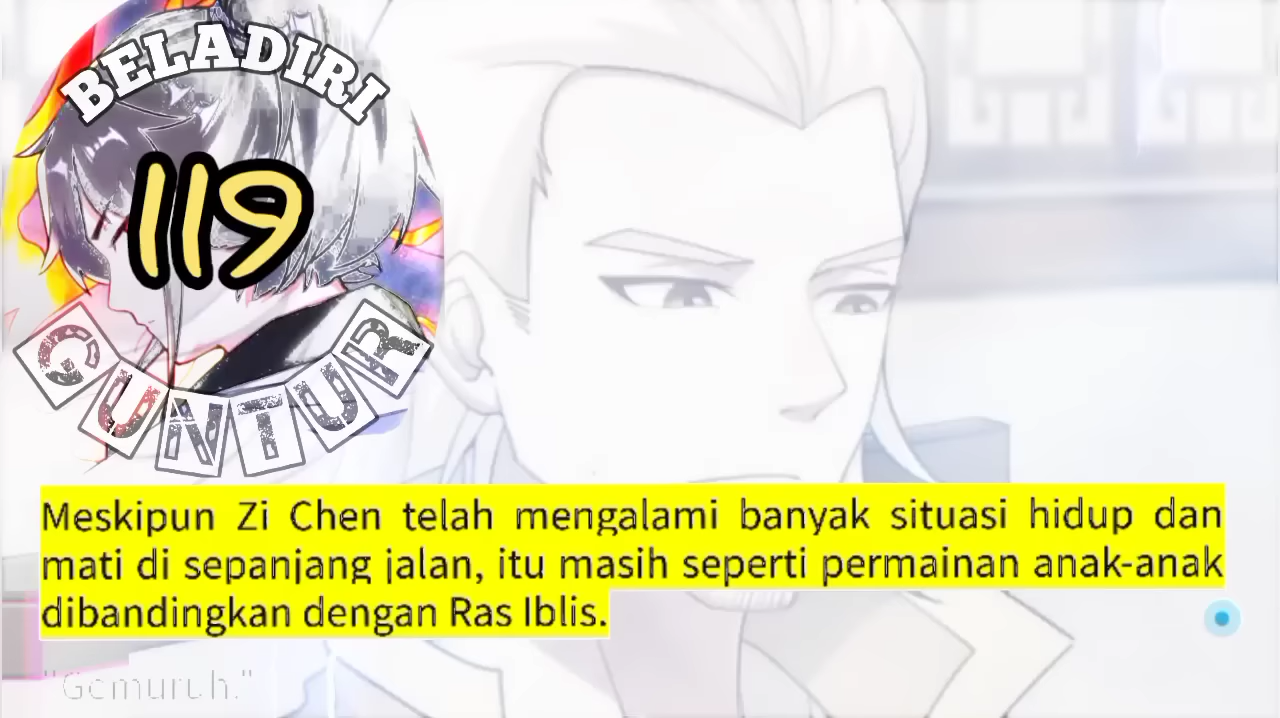 BELADIRI
119
GUNTUR
Meskipun Zi Chen telah mengalami banyak situasi hidup dan
mati di sepanjang jalan, itu masih seperti permainan anak-anak
dibandingkan dengan Ras Iblis.
"Gemuruh."